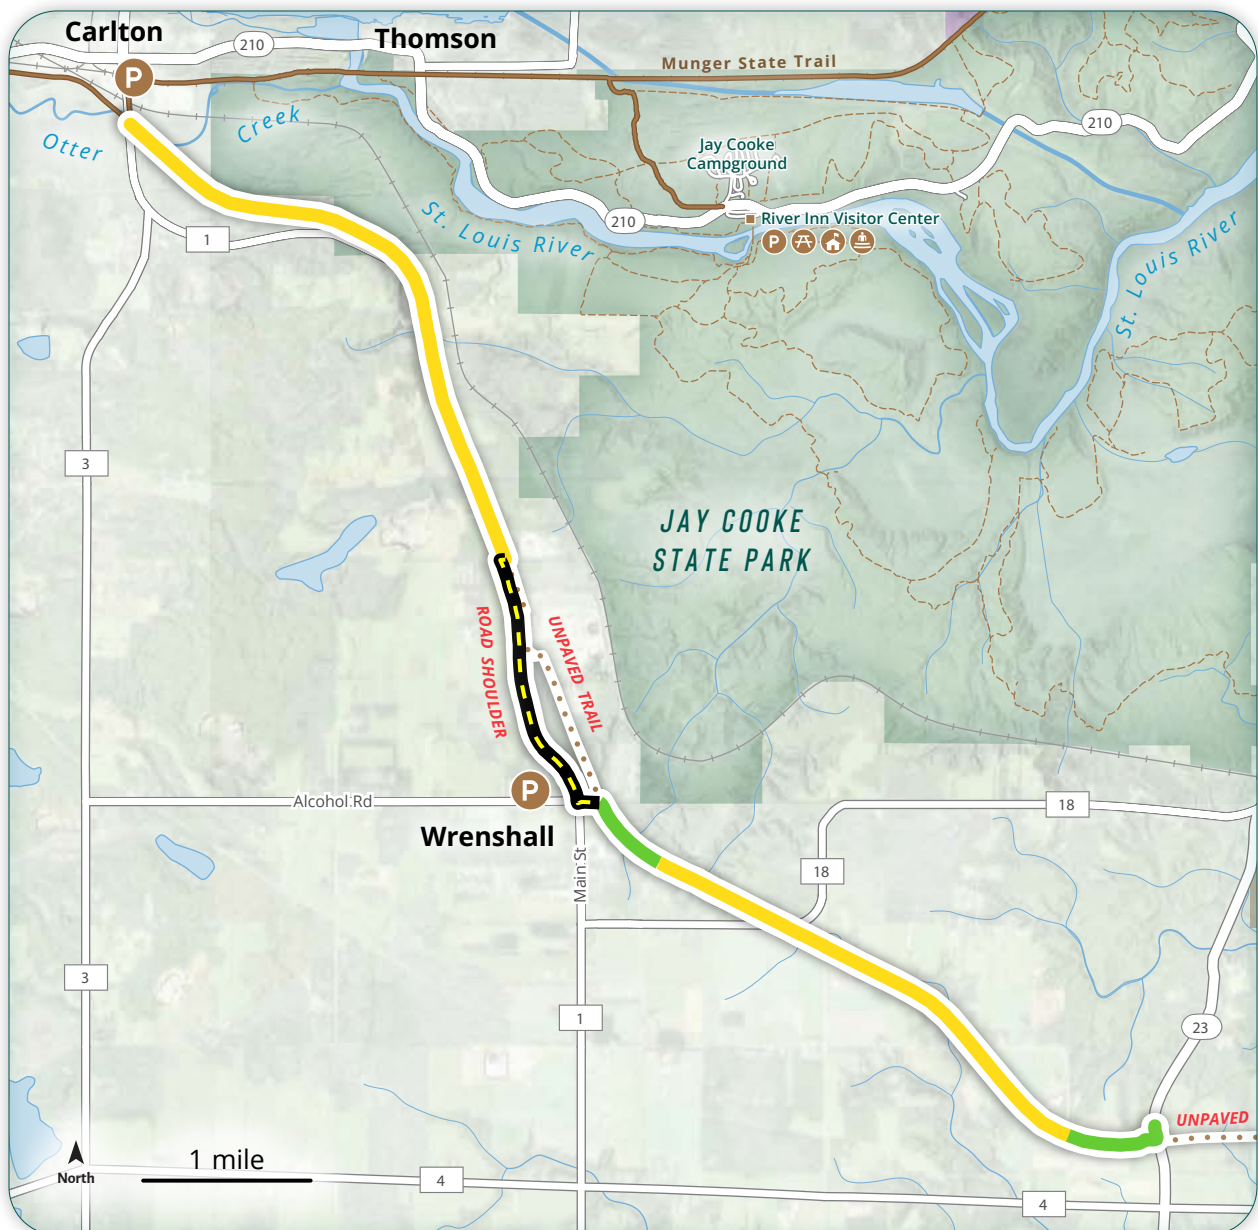 Carlton
210
Thomson
P
Munger State Trail
Otter
Creek
210
Jay Cooke
Campground
1
St. Louis River
210
River Inn Visitor Center
P
St. Louis River
3
JAY COOKE
STATE PARK
ROAD SHOULDER
UNPAVED TRAIL
P
Alcohol Rd
18
Wrenshall
Main St
18
3
1
23
UNPAVED
1 mile
North
4
4